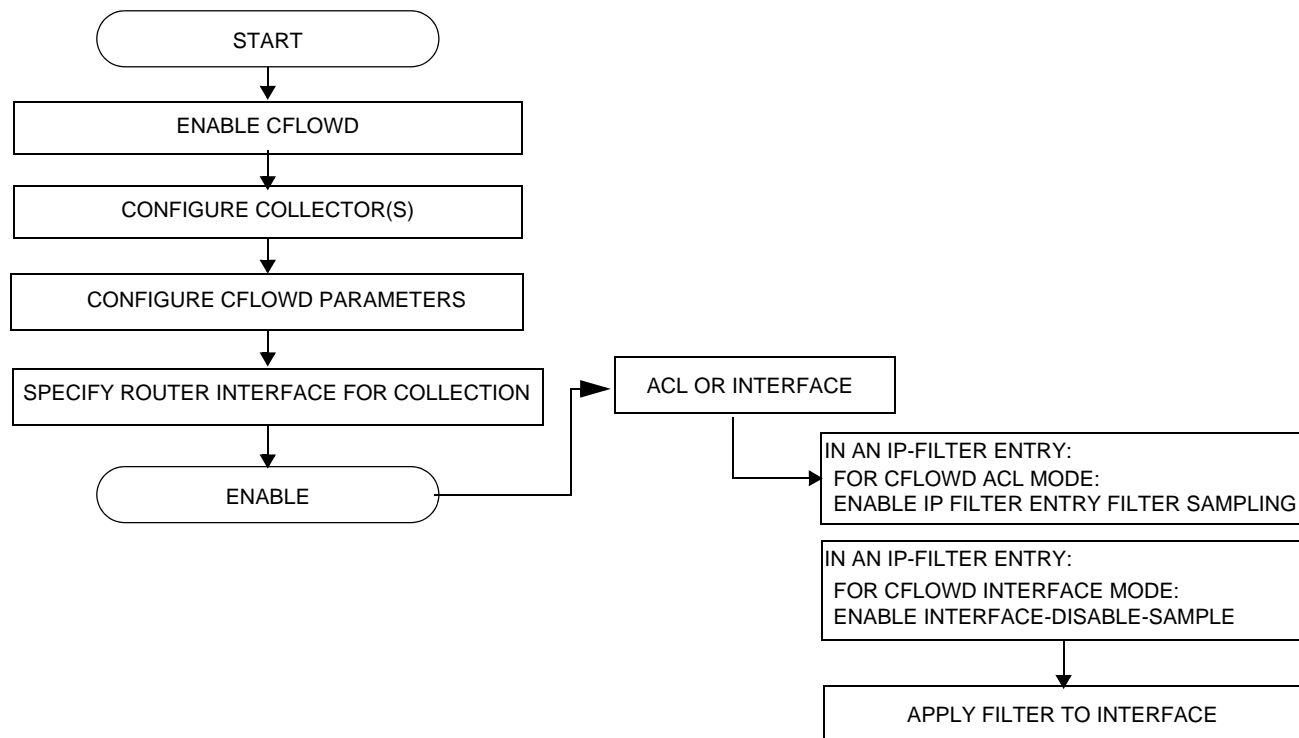 START
ENABLE CFLOWD
CONFIGURE COLLECTOR(S)
CONFIGURE CFLOWD PARAMETERS
SPECIFY ROUTER INTERFACE FOR COLLECTION
ENABLE
ACL OR INTERFACE
IN AN IP-FILTER ENTRY:
FOR CFLOWD ACL MODE:
ENABLE IP FILTER ENTRY FILTER SAMPLING
IN AN IP-FILTER ENTRY:
FOR CFLOWD INTERFACE MODE:
ENABLE INTERFACE-DISABLE-SAMPLE
APPLY FILTER TO INTERFACE